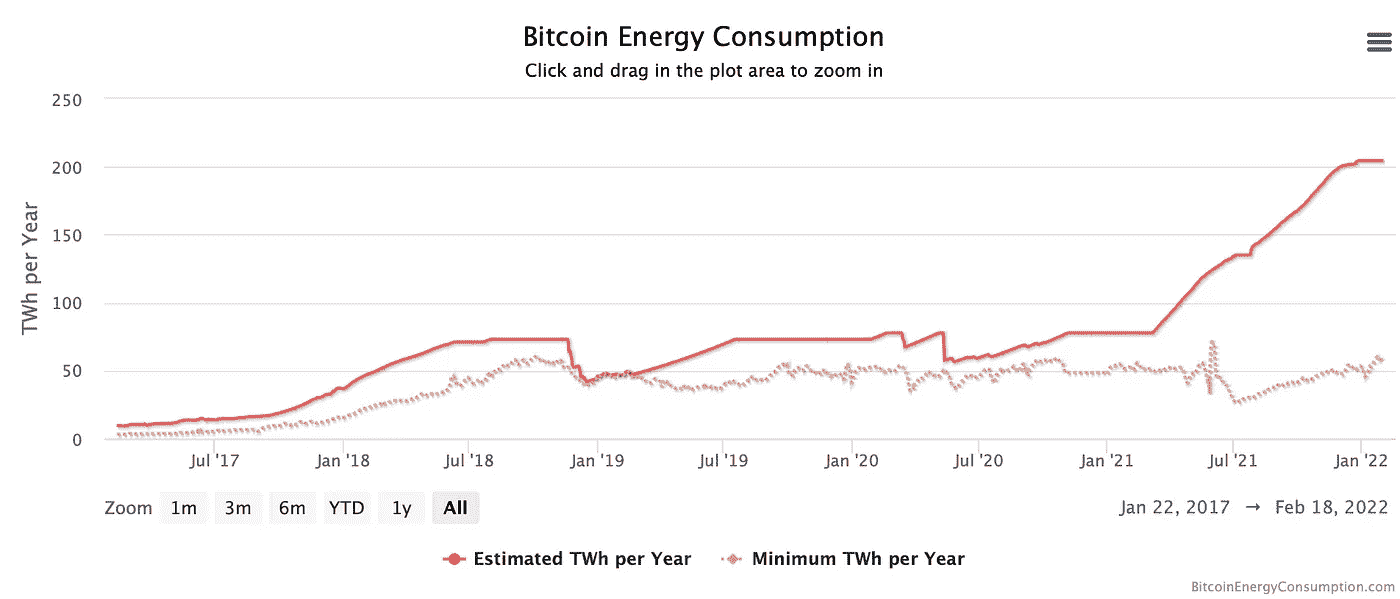 Bitcoin Energy Consumption
Click and drag in the plot area to zoom in
TWh per Year
250
200
150
100
50
0
Jul '17 Jan '18 Jul '18 Jan '19 Jul '19 Jan '20 Jul '20 Jan '21 Jul '21 Jan '22
Zoom 1m 3m 6m YTD 1y All Jan 22, 2017 → Feb 18, 2022
Estimated TWh per Year Minimum TWh per Year
BitcoinEnergyConsumption.com